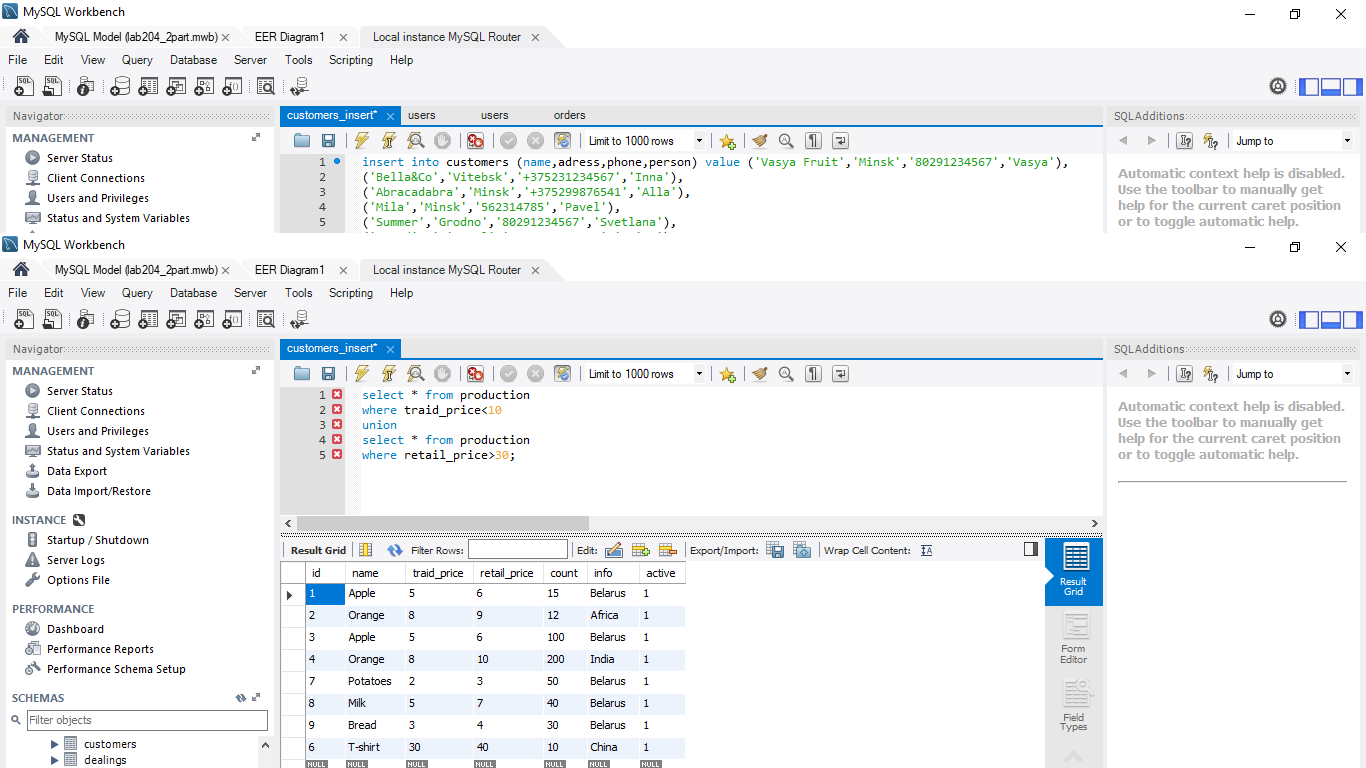 MySQL Workbench
MySQL Model (lab204_2part.mwb) EER Diagram1 Local instance MySQL Router
File Edit View Query Database Server Tools Scripting Help
Navigator customers_insert* users users orders SQLAdditions
MANAGEMENT Limit to 1000 rows Jump to
Server Status
Client Connections
Users and Privileges
Status and System Variables
1 insert into customers (name,adress,phone,person) value ('Vasya Fruit','Minsk','80291234567','Vasya'),
2 ('Bella&Co','Vitebsk','+375231234567','Inna'),
3 ('Abracadabra','Minsk','+375299876541','Alla'),
4 ('Mila','Minsk','562314785','Pavel'),
5 ('Summer','Grodno','80291234567','Svetlana'),
Automatic context help is disabled.
Use the toolbar to manually get
help for the current caret position
or to toggle automatic help.
MySQL Workbench
MySQL Model (lab204_2part.mwb) EER Diagram1 Local instance MySQL Router
File Edit View Query Database Server Tools Scripting Help
Navigator customers_insert* SQLAdditions
MANAGEMENT Limit to 1000 rows Jump to
Server Status
Client Connections
Users and Privileges
Status and System Variables
Data Export
Data Import/Restore
INSTANCE
Startup / Shutdown
Server Logs
Options File
PERFORMANCE
Dashboard
Performance Reports
Performance Schema Setup
SCHEMAS
Filter objects
customers
dealings
1 select * from production
2 where traid_price<10
3 union
4 select * from production
5 where retail_price>30;
Automatic context help is disabled.
Use the toolbar to manually get
help for the current caret position
or to toggle automatic help.
Result Grid Filter Rows: Edit: Export/Import: Wrap Cell Content:
id name traid_price retail_price count info active
1 Apple 5 6 15 Belarus 1
2 Orange 8 9 12 Africa 1
3 Apple 5 6 100 Belarus 1
4 Orange 8 10 200 India 1
7 Potatoes 2 3 50 Belarus 1
8 Milk 5 7 40 Belarus 1
9 Bread 3 4 30 Belarus 1
6 T-shirt 30 40 10 China 1
NULL NULL NULL NULL NULL NULL NULL
Result
Grid
Form
Editor
Field
Types